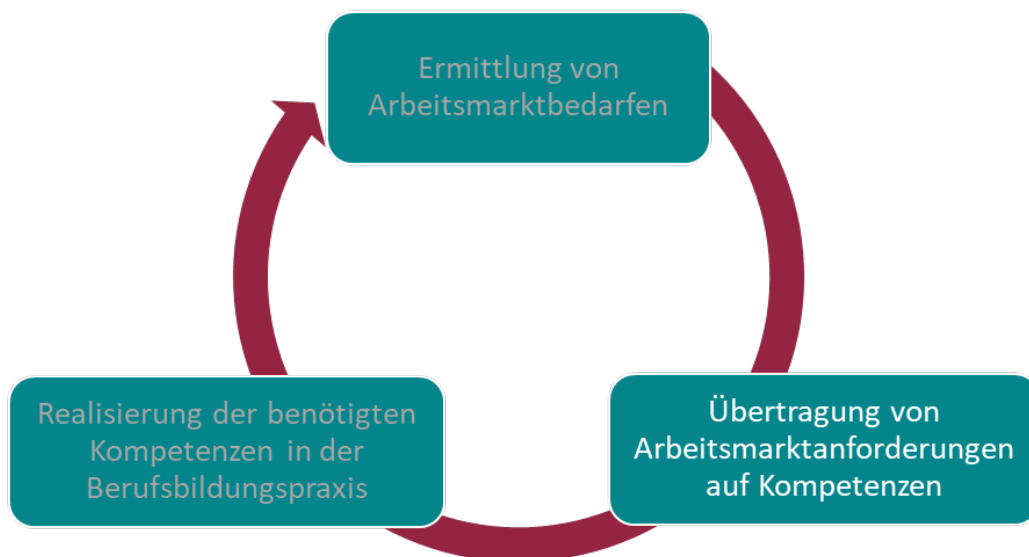 Ermittlung von
Arbeitsmarktbedarfen
Realisierung der benötigten
Kompetenzen in der
Berufsbildungspraxis
Übertragung von
Arbeitsmarktanforderungen
auf Kompetenzen